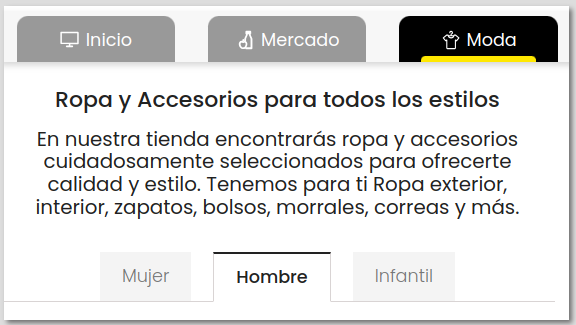 Inicio
Mercado
Moda
Ropa y Accesorios para todos los estilos
En nuestra tienda encontrarás ropa y accesorios
cuidadosamente seleccionados para ofrecerte
calidad y estilo. Tenemos para ti Ropa exterior,
interior, zapatos, bolsos, morrales, correas y más.
Mujer
Hombre
Infantil